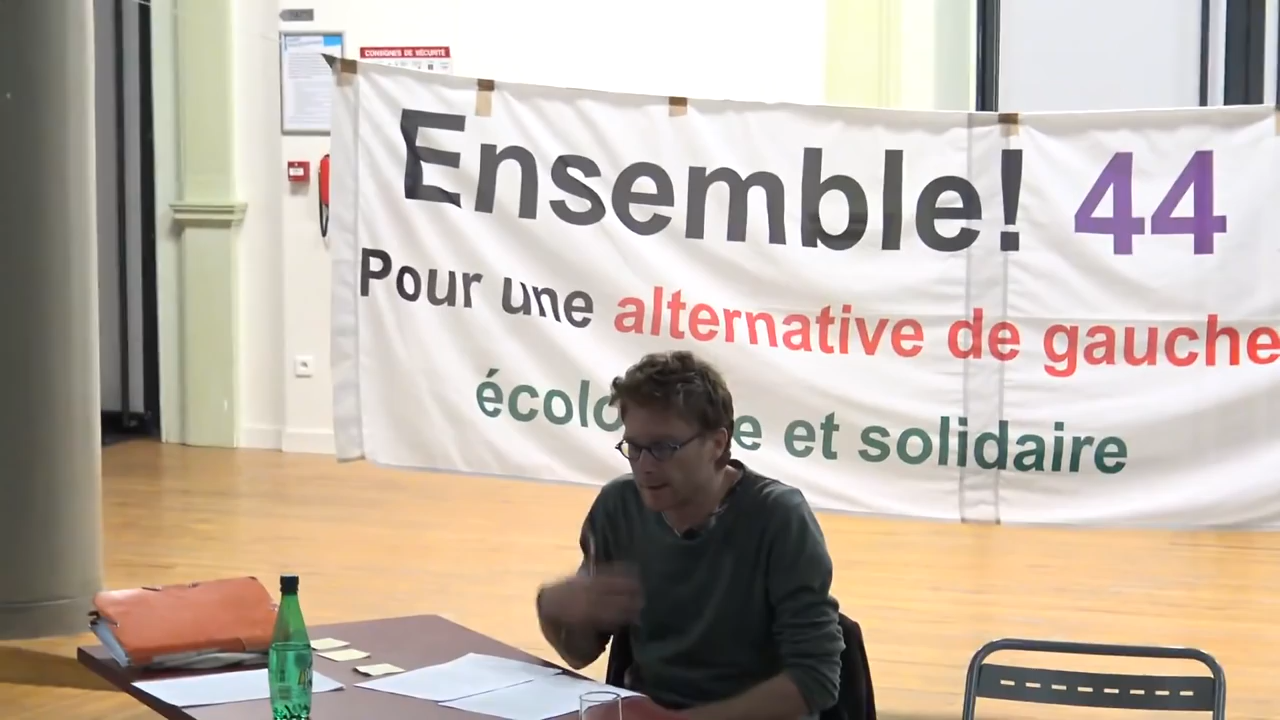 CONSIGNES DE SÉCURITÉ
Ensemble! 44
Pour une alternative de gauche
et solidaire